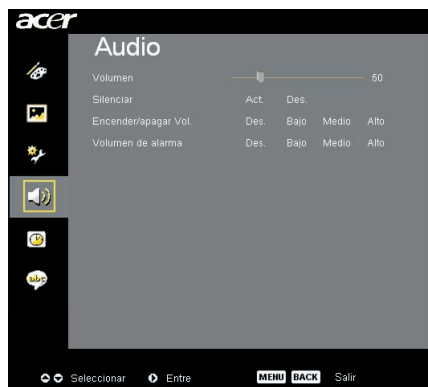 acer
Audio
Volumen 50
Silenciar Act. Des.
Encender/apagar Vol. Des. Bajo Medio Alto
Volumen de alarma Des. Bajo Medio Alto
abc
Seleccionar Entre MENU BACK Salir